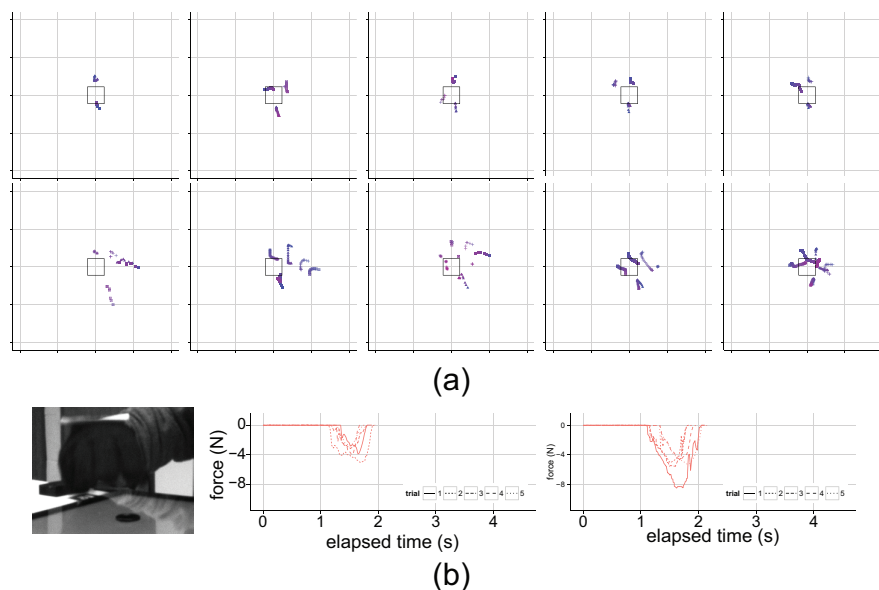 (a)
0
−4
−8
force (N)
trial 1 2 3 4 5
0 1 2 3 4
elapsed time (s)
0
−4
−8
force (N)
trial 1 2 3 4 5
0 1 2 3 4
elapsed time (s)
(b)